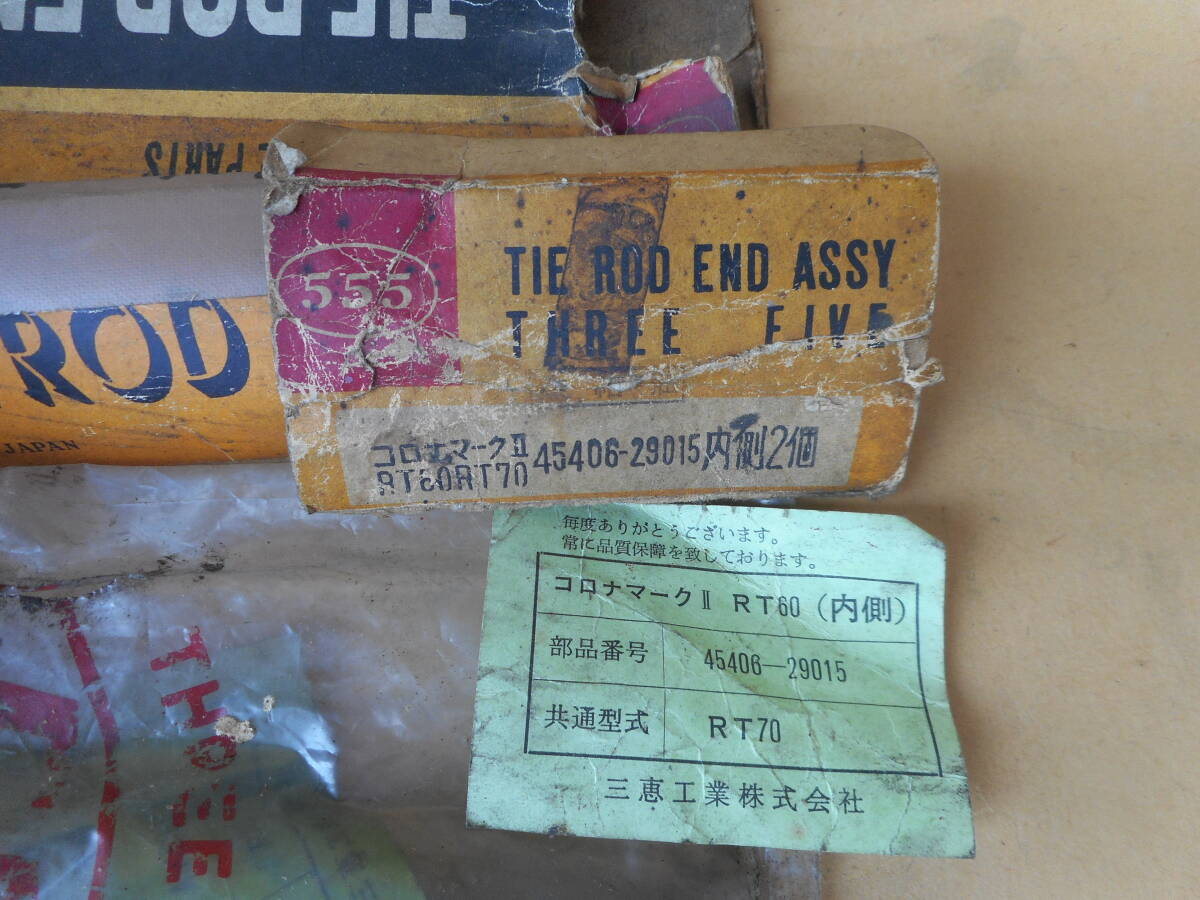 TIE ROD EN
E PARTS
ROD
JAPAN
555
TIE ROD END ASSY
THREE FIVE
コロナマークⅡ
RT60RT70
45406-29015
内側2個
毎度ありがとうございます。
常に品質保障を致しております。
コロナマークⅡ RT60(内側)
部品番号 45406-29015
共通型式 RT70
三恵工業株式会社
THREE